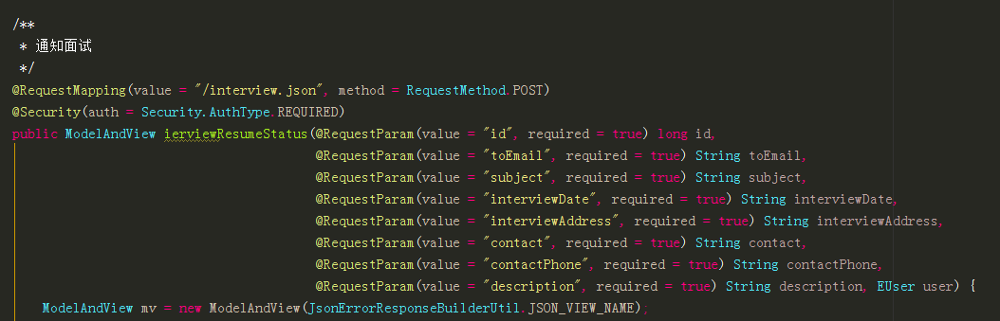 /**
* 通知面试
*/
@RequestMapping(value = "/interview.json", method = RequestMethod.POST)
@Security(auth = Security.AuthType.REQUIRED)
public ModelAndView ierviewResumeStatus(@RequestParam(value = "id", required = true) long id,
@RequestParam(value = "toEmail", required = true) String toEmail,
@RequestParam(value = "subject", required = true) String subject,
@RequestParam(value = "interviewDate", required = true) String interviewDate,
@RequestParam(value = "interviewAddress", required = true) String interviewAddress,
@RequestParam(value = "contact", required = true) String contact,
@RequestParam(value = "contactPhone", required = true) String contactPhone,
@RequestParam(value = "description", required = true) String description, EUser user) {
ModelAndView mv = new ModelAndView(JsonErrorResponseBuilderUtil.JSON_VIEW_NAME);